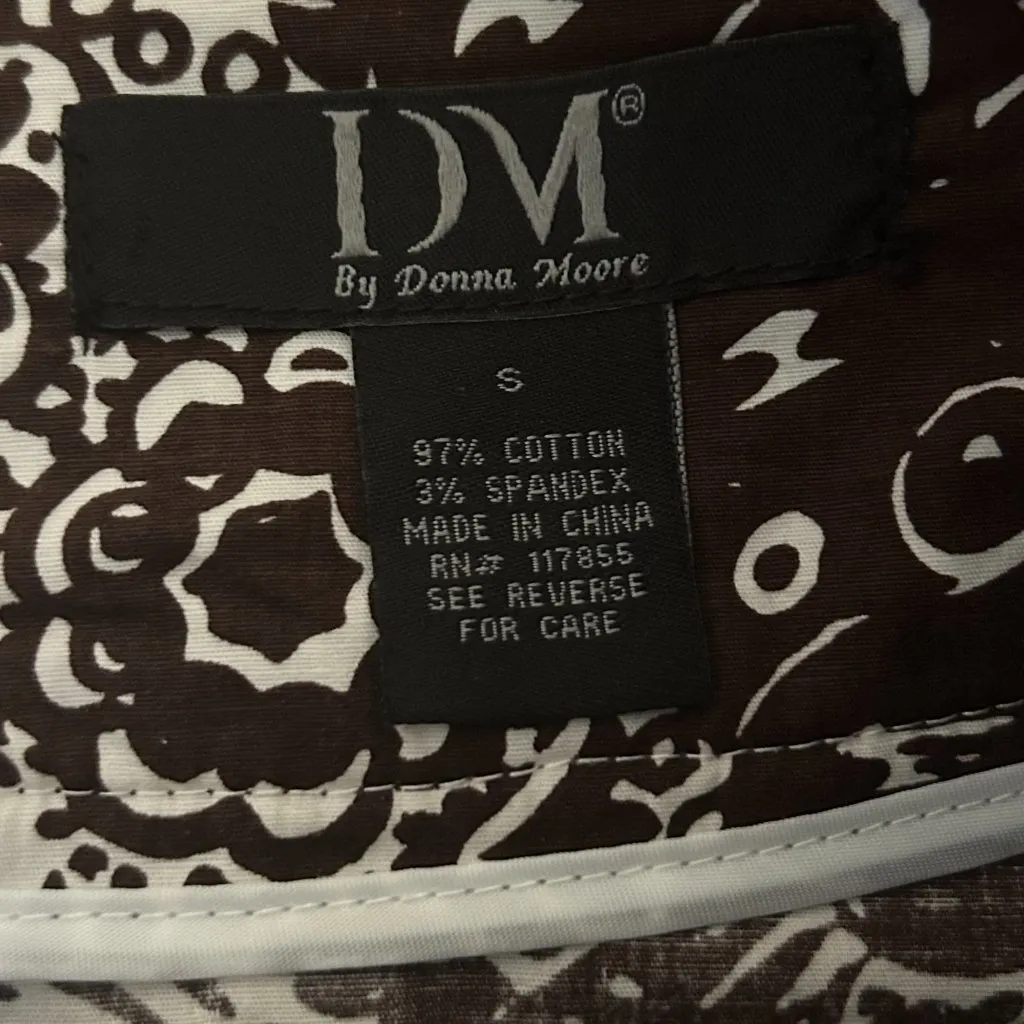 DM®
By Donna Moore
S
97% COTTON
3% SPANDEX
MADE IN CHINA
RN# 117855
SEE REVERSE
FOR CARE